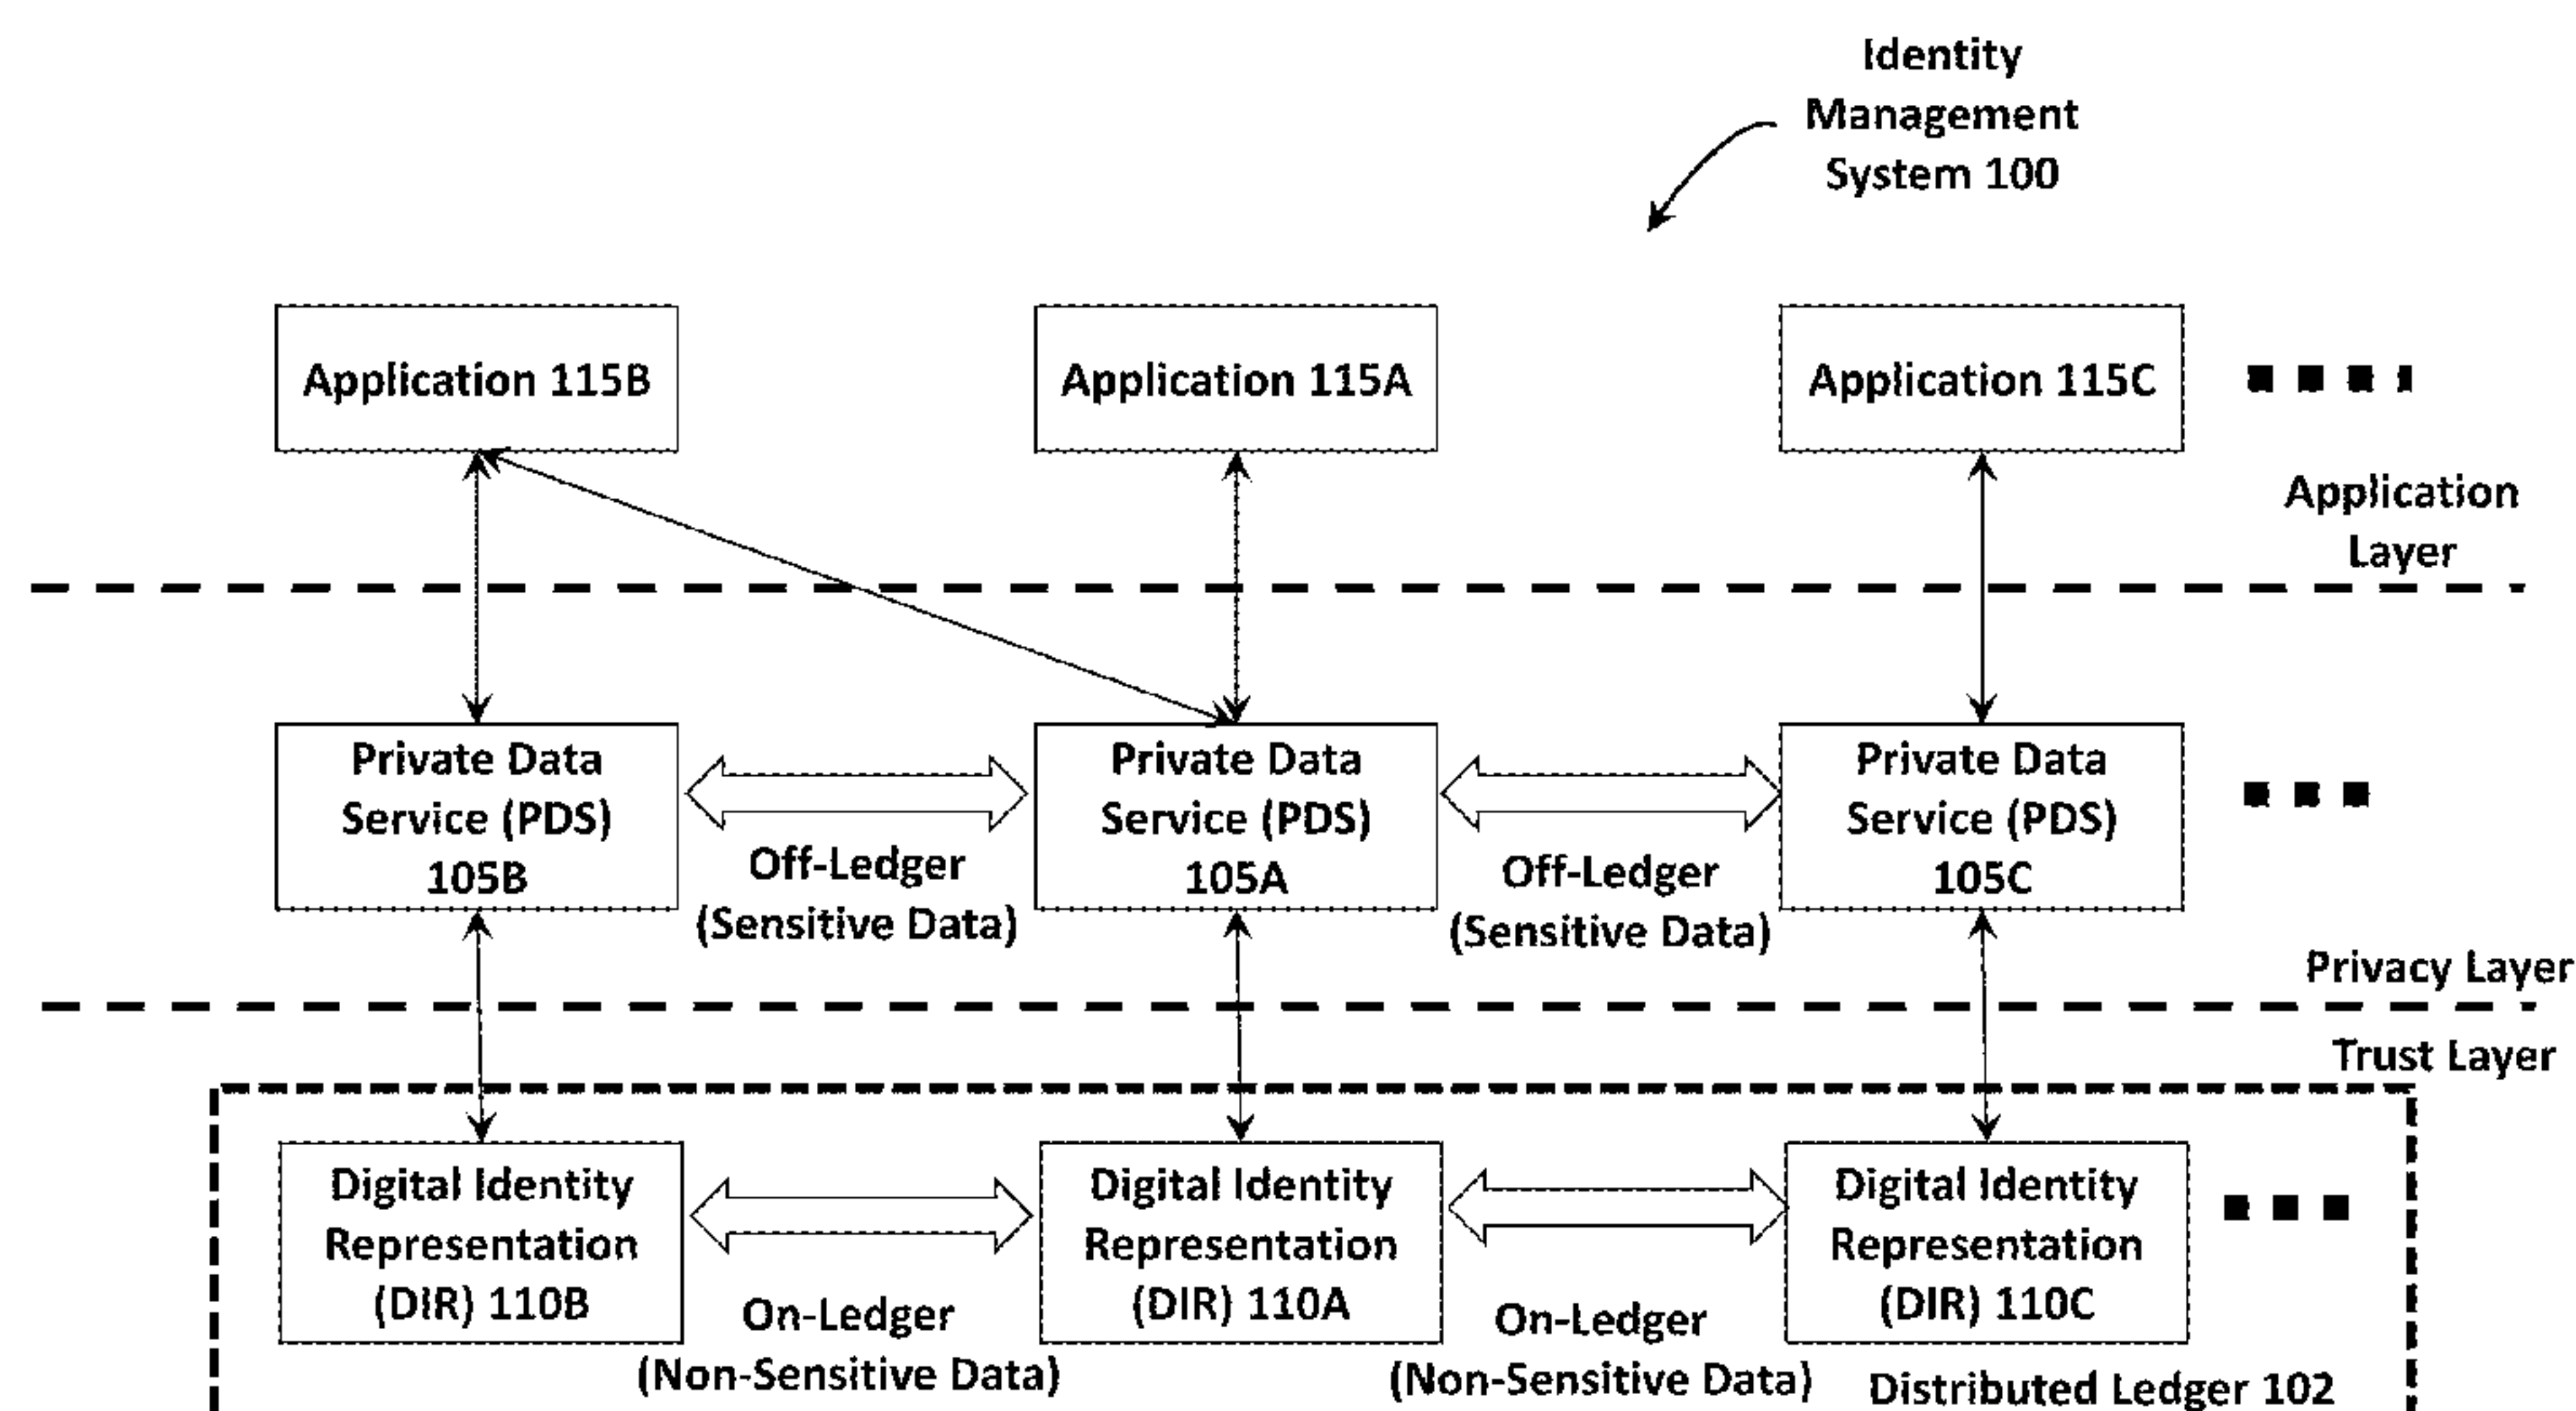 Identity
Management
System 100
Application 115B
Application 115A
Application 115C
Application
Layer
Private Data
Service (PDS)
105B
Off-Ledger
(Sensitive Data)
Private Data
Service (PDS)
105A
Off-Ledger
(Sensitive Data)
Private Data
Service (PDS)
105C
Privacy Layer
Trust Layer
Digital Identity
Representation
(DIR) 110B
On-Ledger
(Non-Sensitive Data)
Digital Identity
Representation
(DIR) 110A
On-Ledger
(Non-Sensitive Data)
Digital Identity
Representation
(DIR) 110C
Distributed Ledger 102